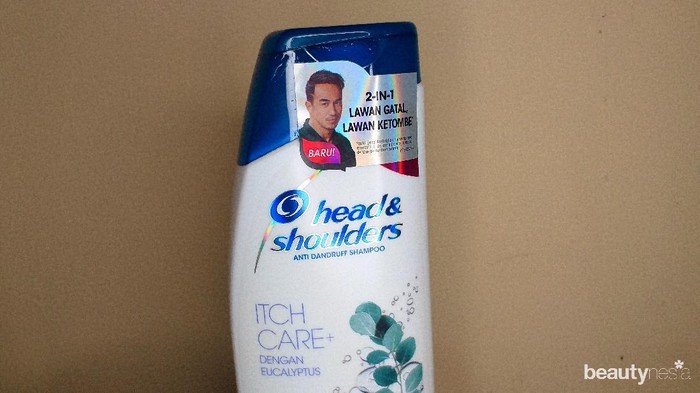 2-IN-1
LAWAN GATAL,
LAWAN KETOMBE
BARU!
head&
shoulders
ANTI DANDRUFF SHAMPOO
ITCH
CARE+
DENGAN
EUCALYPTUS
beautynesia